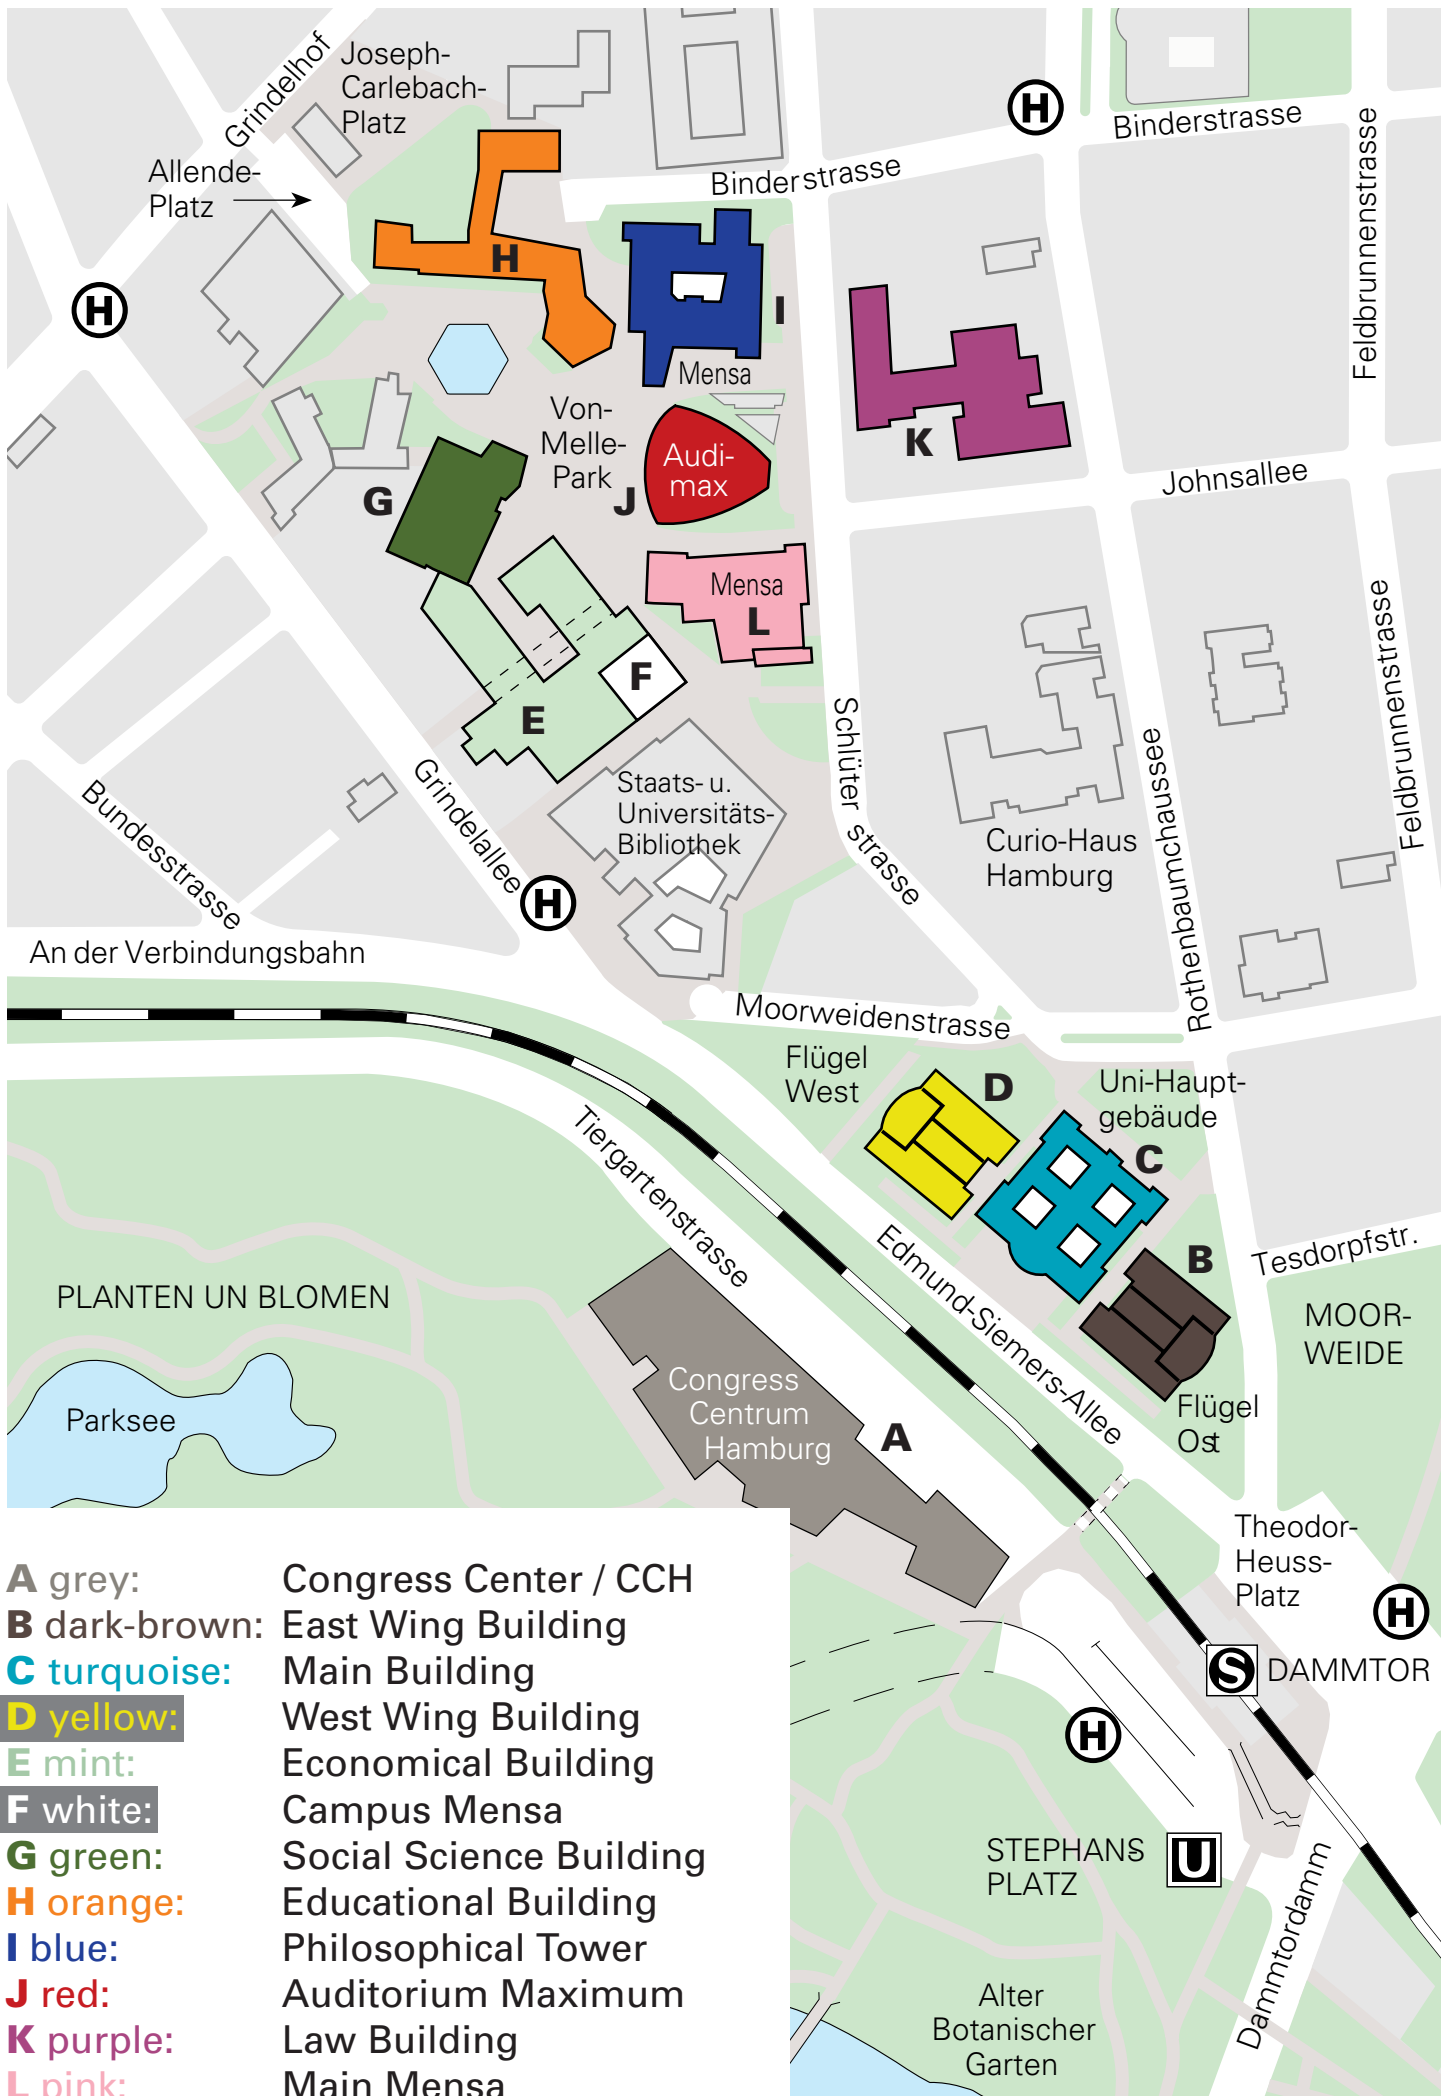 Grindelhof
Joseph-
Carlebach-
Platz
Allende-
Platz
H
Binderstrasse
Binderstrasse
Feldbrunnenstrasse
H
H
I
Mensa
K
Johnsallee
Von-
Melle-
Park
J
Audi-
max
G
Mensa
L
F
E
Feldbrunnenstrasse
Schlüter strasse
Rothenbaumchaussee
Staats- u.
Universitäts-
Bibliothek
Curio-Haus
Hamburg
Bundesstrasse
Grindelallee
H
An der Verbindungsbahn
Moorweidenstrasse
Flügel
West
D
Uni-Haupt-
gebäude
C
Tiergartenstrasse
Edmund-Siemers-Allee
B
Tesdorpfstr.
PLANTEN UN BLOMEN
MOOR-
WEIDE
Parksee
Congress
Centrum
Hamburg
A
Flügel
Ost
Theodor-
Heuss-
Platz
H
S DAMMTOR
H
STEPHANS
PLATZ
U
Dammtordamm
Alter
Botanischer
Garten
A grey: Congress Center / CCH
B dark-brown: East Wing Building
C turquoise: Main Building
D yellow: West Wing Building
E mint: Economical Building
F white: Campus Mensa
G green: Social Science Building
H orange: Educational Building
I blue: Philosophical Tower
J red: Auditorium Maximum
K purple: Law Building
L pink: Main Mensa